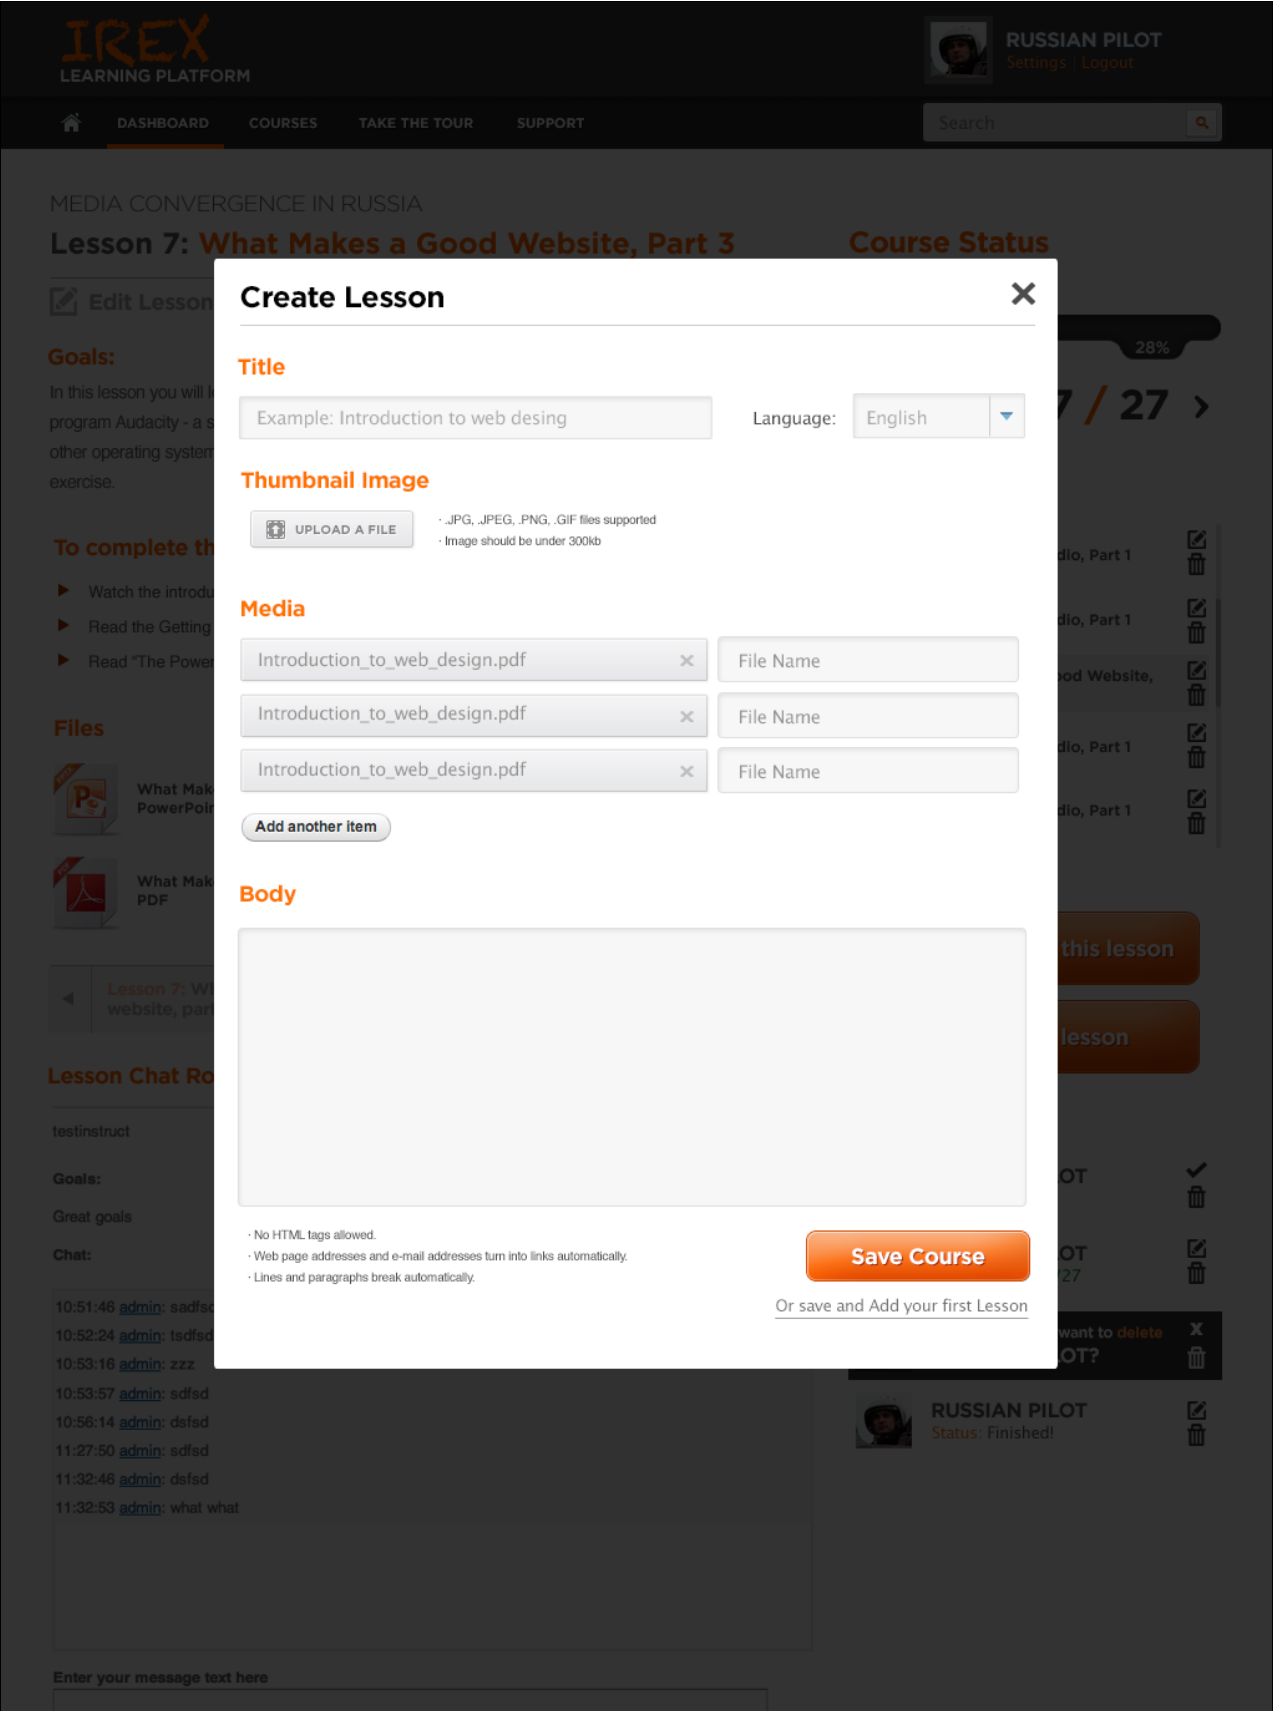 IREX
LEARNING PLATFORM
RUSSIAN PILOT
Settings | Logout
DASHBOARD
COURSES
TAKE THE TOUR
SUPPORT
Search
MEDIA CONVERGENCE IN RUSSIA
Lesson 7: What Makes a Good Website, Part 3
Course Status
Edit Lesson
28%
7 / 27
Goals:
In this lesson you will
program Audacity - a s
other operating system
exercise.
To complete th
Watch the introdu
Read the Getting
Read "The Power
Files
What Mak
PowerPoin
What Mak
PDF
Lesson 7: W
website, part
Lesson Chat Ro
testinstruct
Goals:
Great goals
Chat:
10:51:46 admin: sadfsd
10:52:24 admin: tsdfsd
10:53:16 admin: zzz
10:53:57 admin: sdfsd
10:56:14 admin: dsfsd
11:27:50 admin: sdfsd
11:32:46 admin: dsfsd
11:32:53 admin: what what
Enter your message text here
Create Lesson
Title
Example: Introduction to web desing
Language:
English
Thumbnail Image
UPLOAD A FILE
· .JPG, .JPEG, .PNG, .GIF files supported
· Image should be under 300kb
Media
Introduction_to_web_design.pdf
File Name
Introduction_to_web_design.pdf
File Name
Introduction_to_web_design.pdf
File Name
Add another item
Body
· No HTML tags allowed.
· Web page addresses and e-mail addresses turn into links automatically.
· Lines and paragraphs break automatically.
Save Course
Or save and Add your first Lesson
dio, Part 1
dio, Part 1
ood Website,
dio, Part 1
dio, Part 1
this lesson
lesson
LOT
LOT
/27
want to delete
LOT?
RUSSIAN PILOT
Status: Finished!